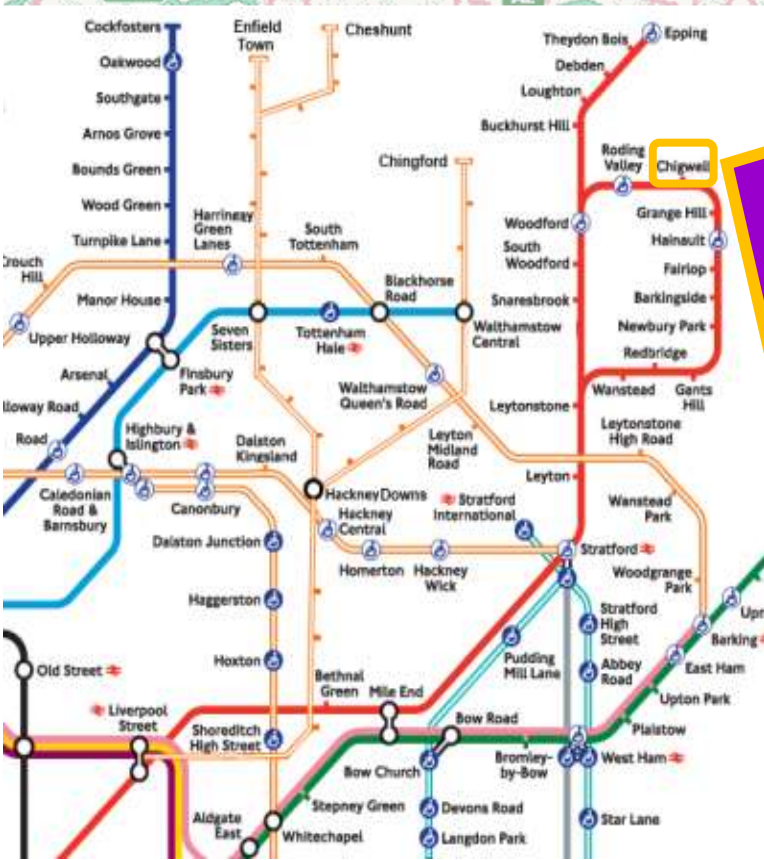 Cockfosters
Oakwood
Southgate
Arnos Grove
Bounds Green
Wood Green
Turnpike Lane
Manor House
Enfield
Town
Cheshunt
Chingford
Theydon Bois
Epping
Debden
Loughton
Buckhurst Hill
Roding
Valley
Chigwell
Grange Hill
Hainault
Fairlop
Barkingside
Newbury Park
Redbridge
Wanstead
Gants
Hill
Woodford
South
Woodford
Snaresbrook
Leytonstone
Leyton
Harringay
Green
Lanes
South
Tottenham
Blackhorse
Road
Crouch
Hill
Upper Holloway
Seven
Sisters
Tottenham
Hale
Walthamstow
Central
Finsbury
Park
Arsenal
lloway Road
Road
Walthamstow
Queen's Road
Leyton
Midland
Road
Leytonstone
High Road
Wanstead
Park
Woodgrange
Park
Highbury &
Islington
Dalston
Kingsland
Caledonian
Road &
Barnsbury
Canonbury
Hackney Downs
Hackney
Central
Homerton
Hackney
Wick
Stratford
International
Stratford
Dalston Junction
Haggerston
Hoxton
Shoreditch
High Street
Stratford
High
Street
Abbey
Road
Pudding
Mill Lane
Upr
Barking
East Ham
Upton Park
Plaistow
Old Street
Liverpool
Street
Bethnal
Green
Mile End
Bow Road
Bow Church
Bromley-
by-Bow
West Ham
Stepney Green
Devons Road
Langdon Park
Star Lane
Aldgate
East
Whitechapel